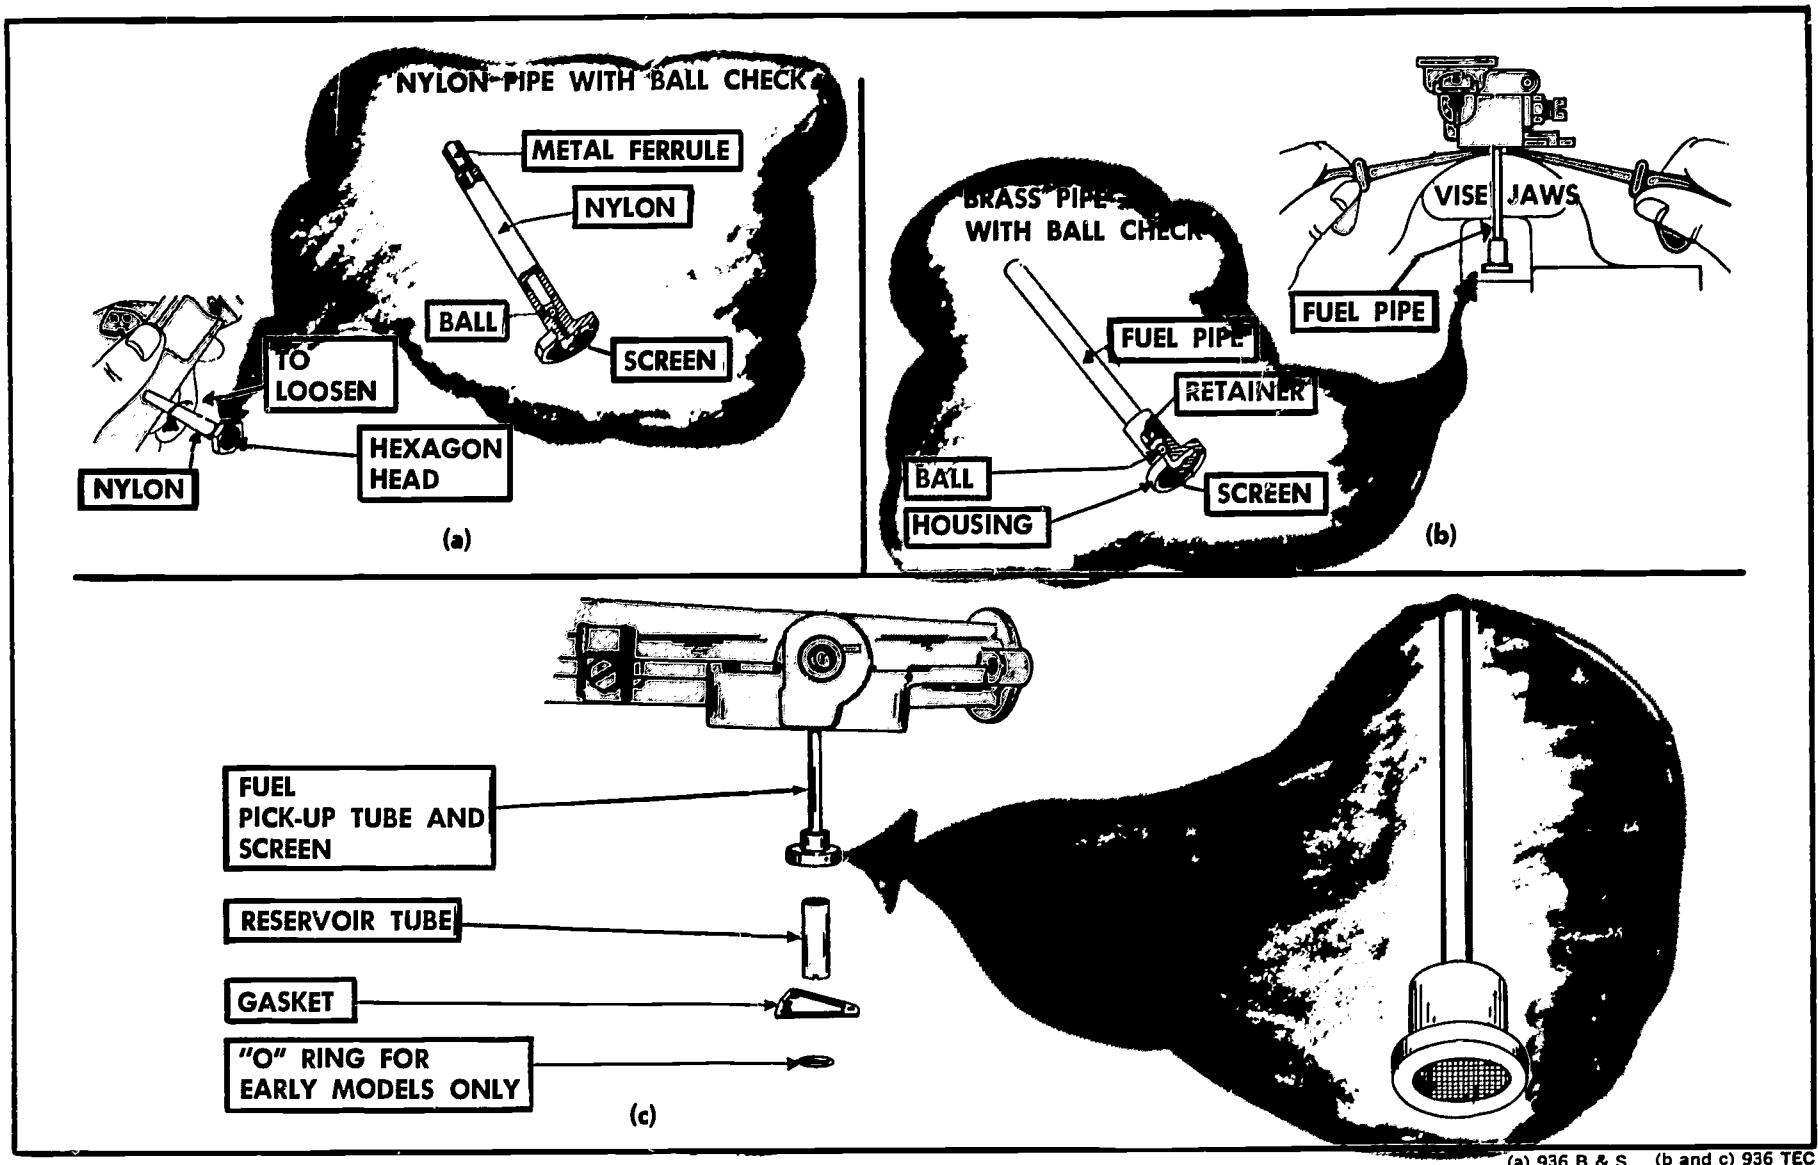 NYLON PIPE WITH BALL CHECK
METAL FERRULE
NYLON
BALL
SCREEN
TO
LOOSEN
HEXAGON
HEAD
NYLON
(a)
BRASS PIPE
WITH BALL CHECK
VISE JAWS
FUEL PIPE
FUEL PIPE
RETAINER
BALL
SCREEN
HOUSING
(b)
FUEL
PICK-UP TUBE AND
SCREEN
RESERVOIR TUBE
GASKET
"O" RING FOR
EARLY MODELS ONLY
(c)
(a) 936 B & S (b and c) 936 TEC